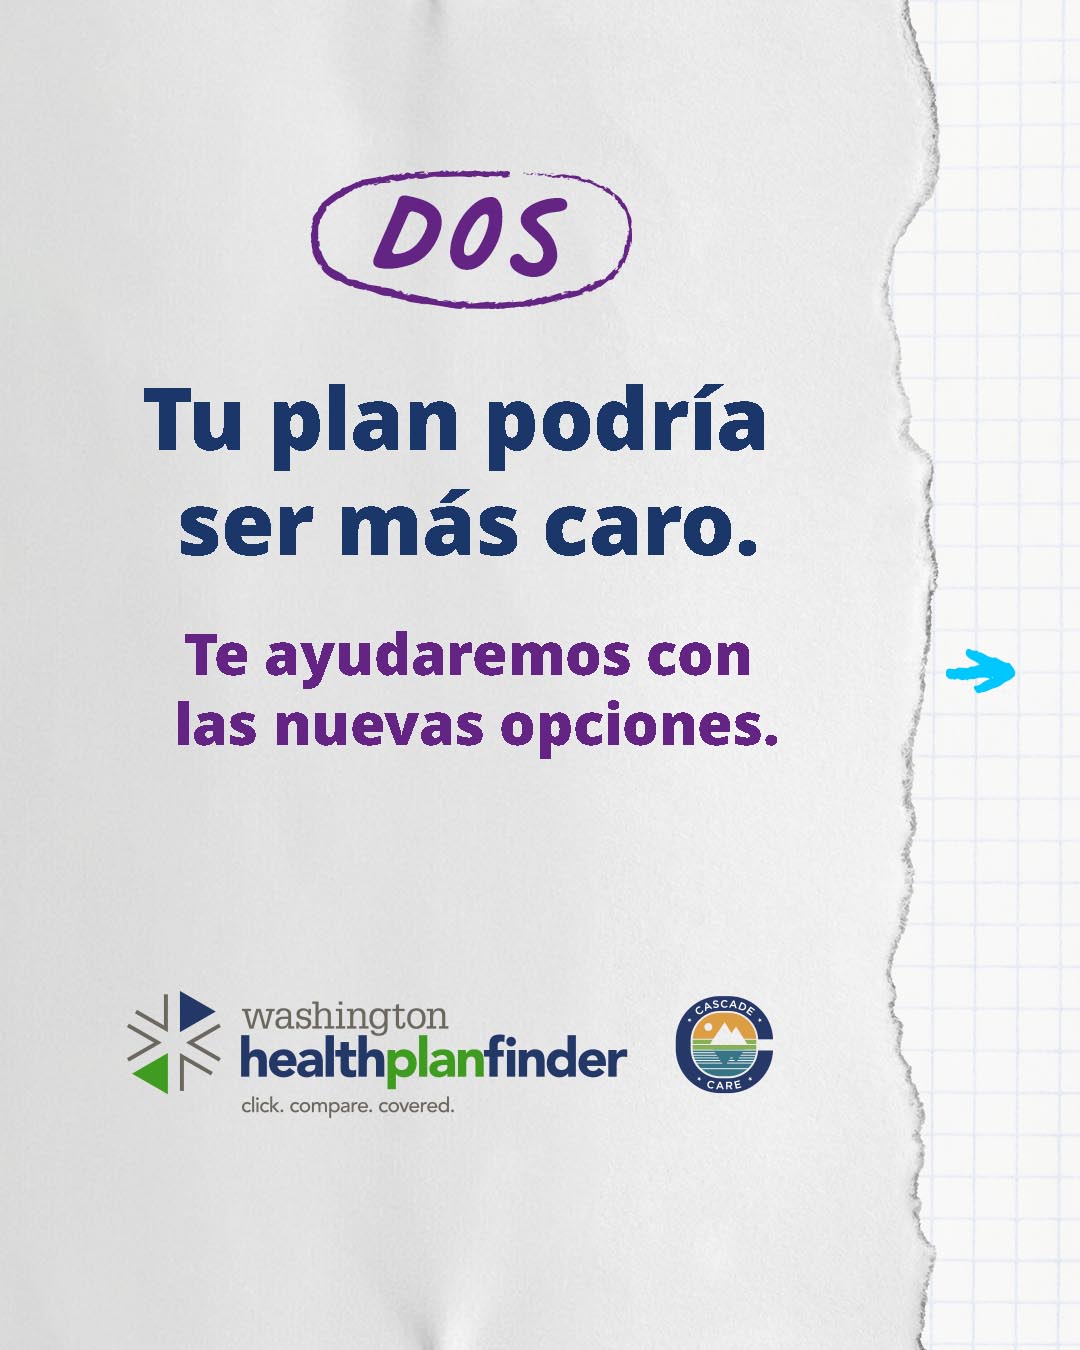 DOS
Tu plan podría
ser más caro.
Te ayudaremos con
las nuevas opciones.
washington
healthplanfinder
click. compare. covered.
CASCADE
CARE